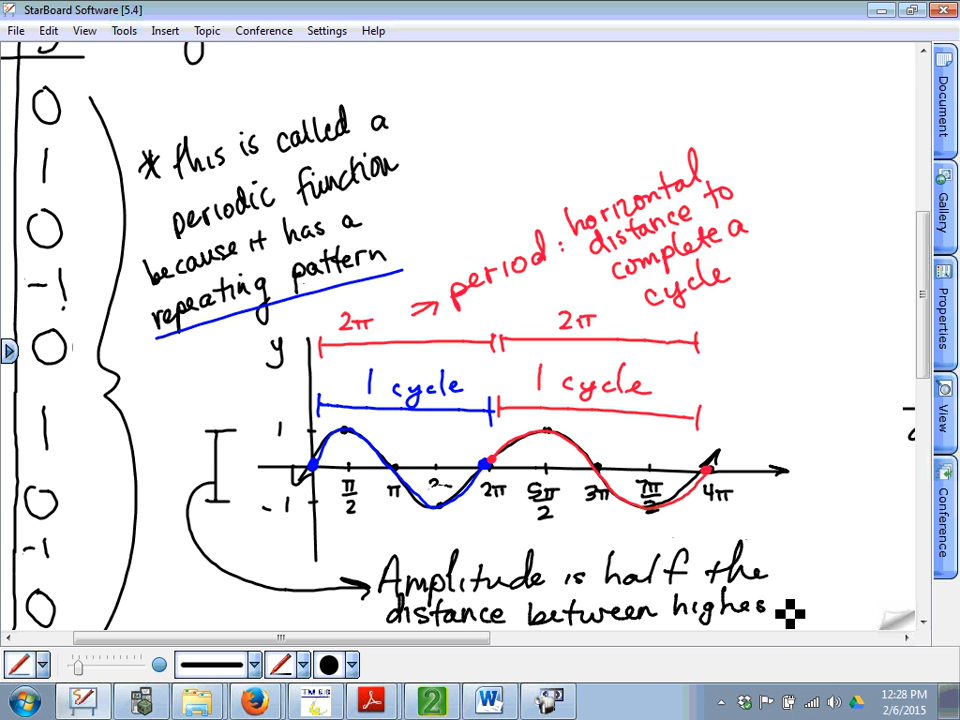 StarBoard Software [5.4]
File Edit View Tools Insert Topic Conference Settings Help
y
0
1
0
-1
0
1
0
-1
0
* this is called a
periodic function
because it has a
repeating pattern
=> period: horizontal
distance to
complete a
cycle
2π 2π
1 cycle 1 cycle
y
1
-1
π/2 π 2π 5π/2 3π 7π/2 4π
Amplitude is half the
distance between highes
Document
Gallery
Properties
View
Conference
12:28 PM
2/6/2015